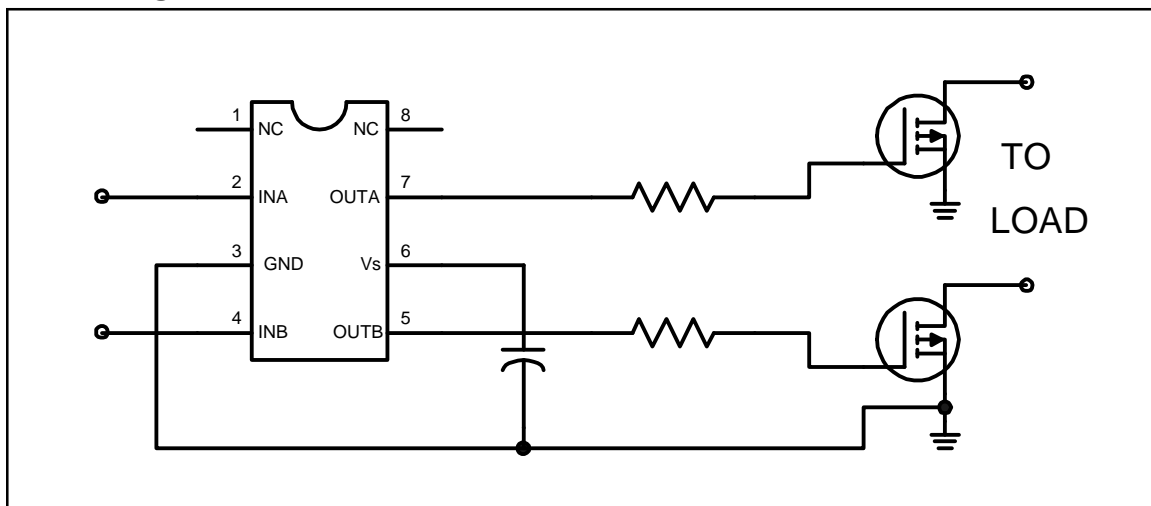 1 NC NC 8
2 INA OUTA 7
3 GND Vs 6
4 INB OUTB 5
TO
LOAD